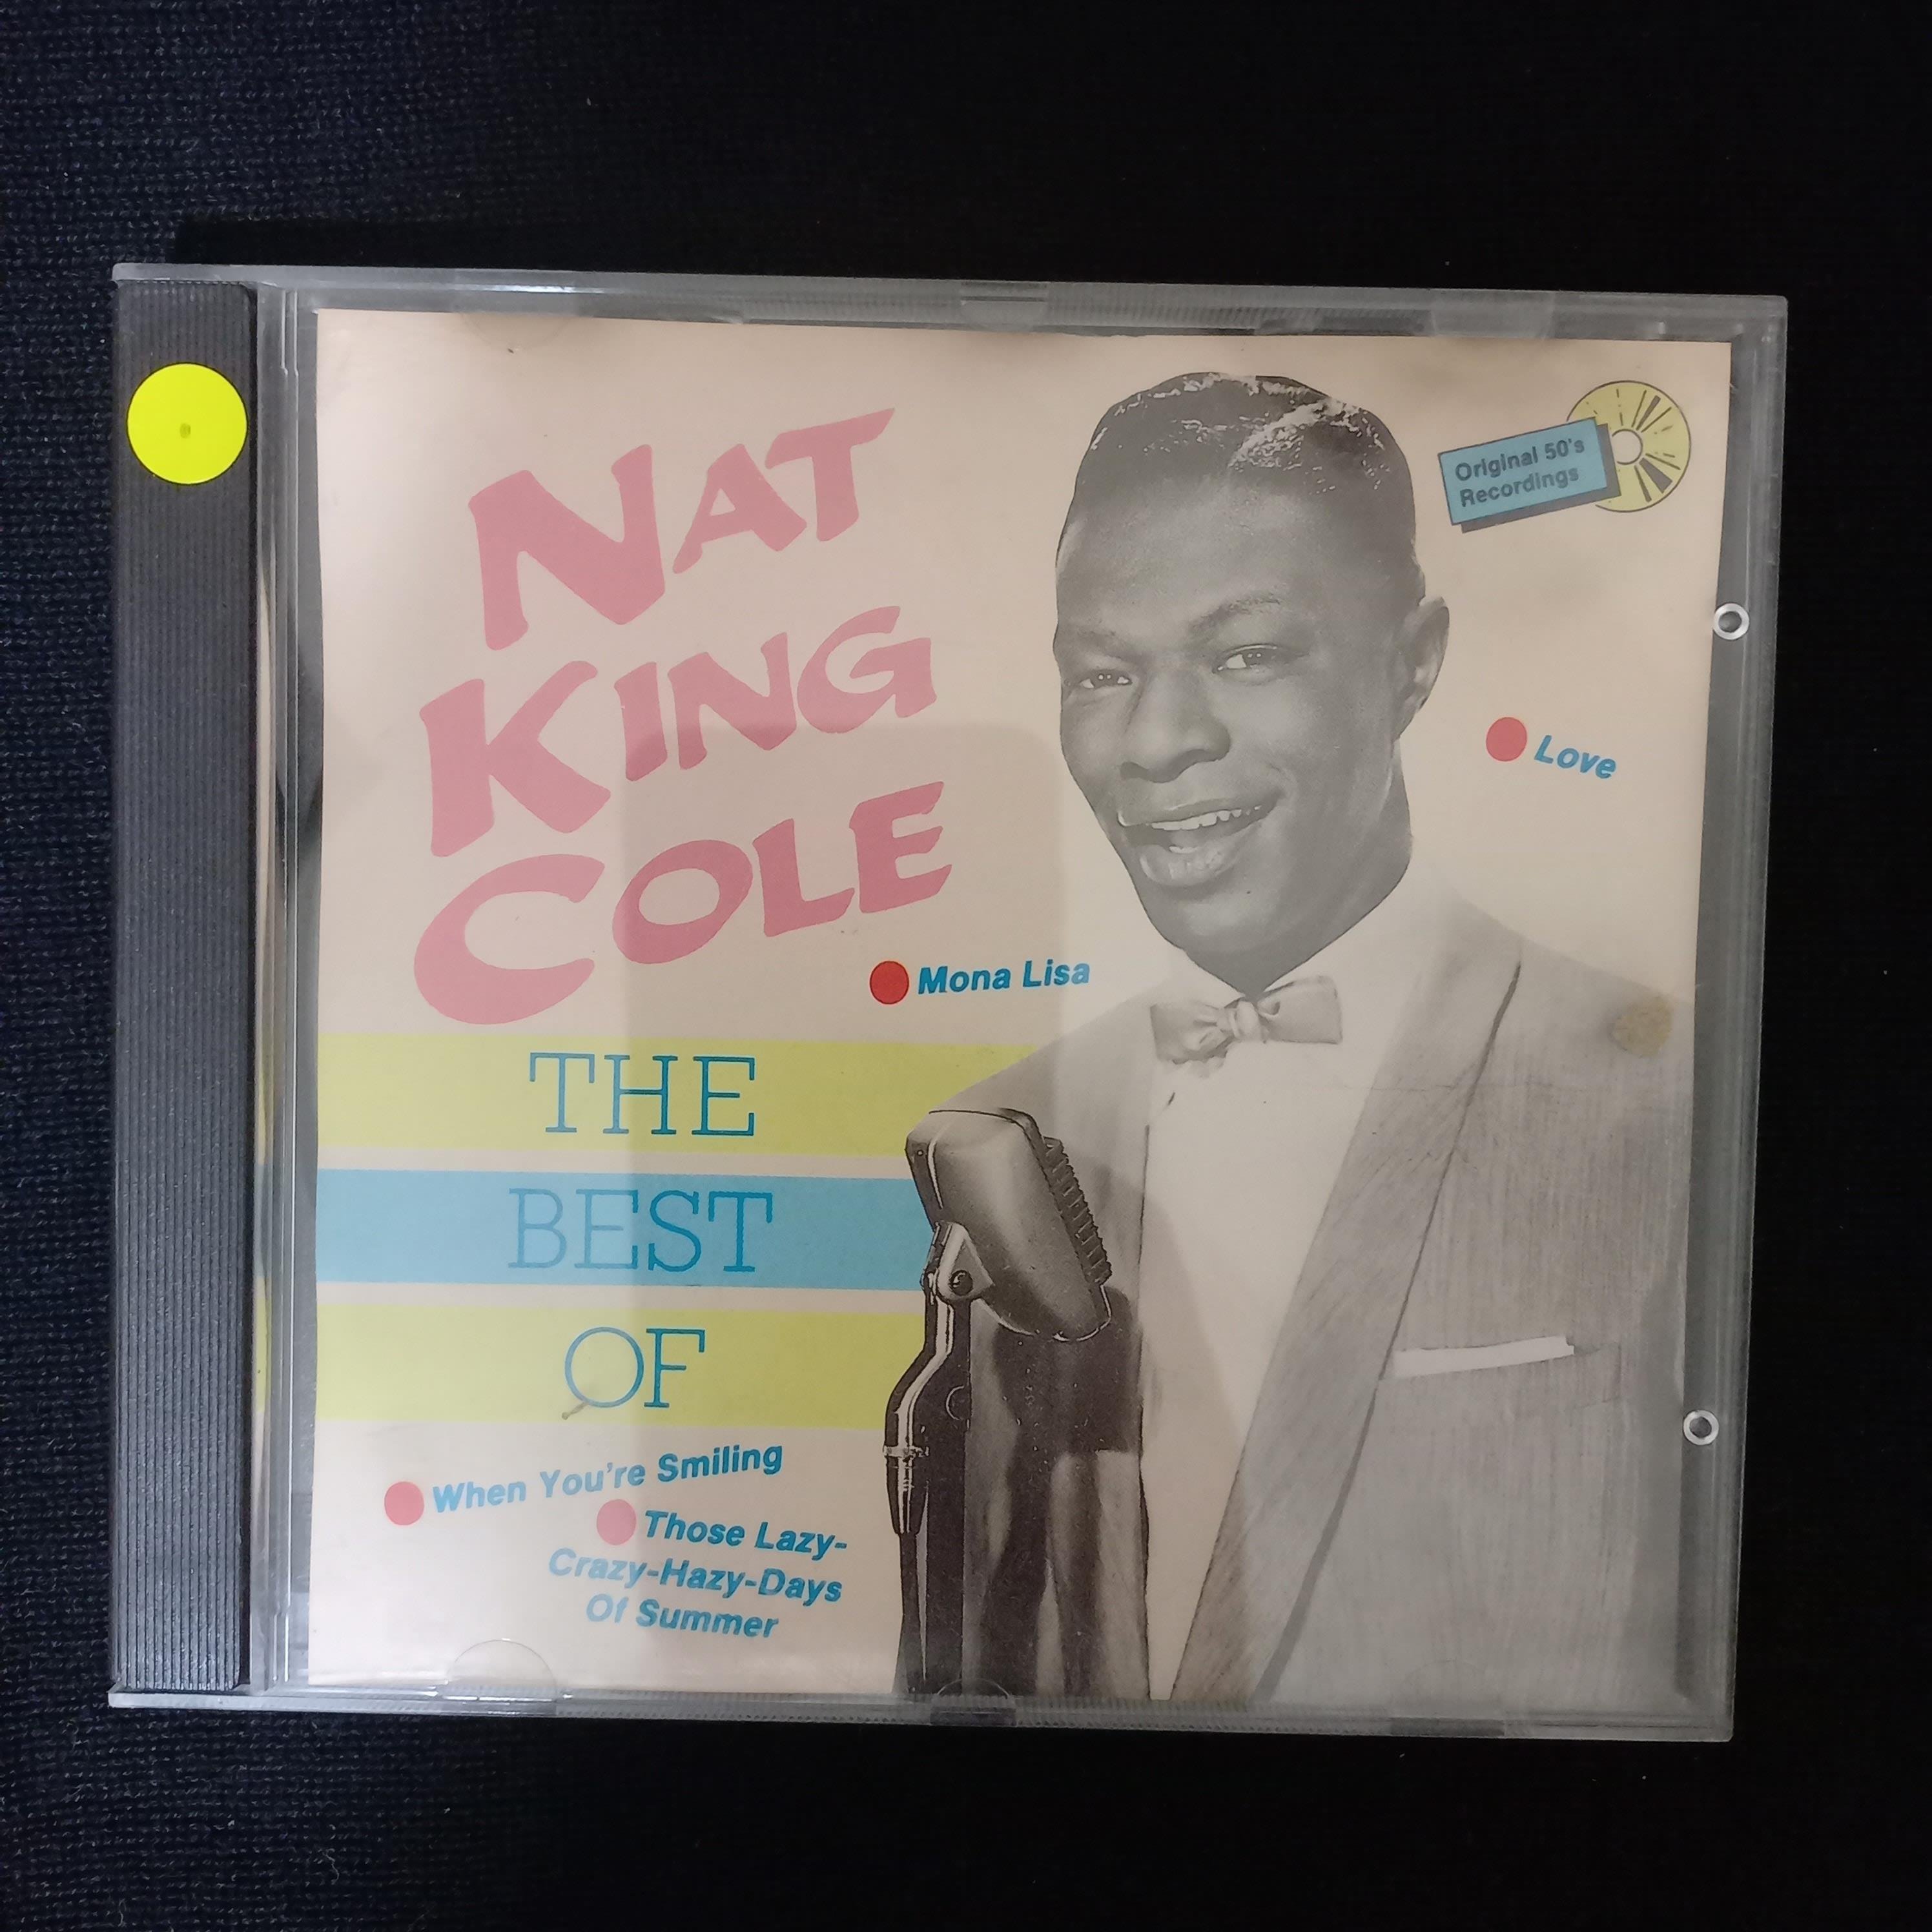 NAT
KING
COLE
Original 50's
Recordings
Love
Mona Lisa
THE
BEST
OF
When You're Smiling
Those Lazy-
Crazy-Hazy-Days
Of Summer